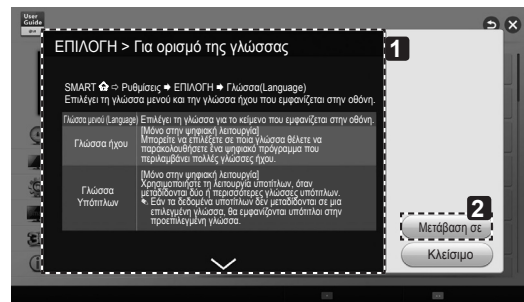 User
Guide
ΕΠΙΛΟΓΗ > Για ορισμό της γλώσσας
1
SMART ⇨ Ρυθμίσεις ➡ ΕΠΙΛΟΓΗ ➡ Γλώσσα(Language)
Επιλέγει τη γλώσσα μενού και την γλώσσα ήχου που εμφανίζεται στην οθόνη.
Γλώσσα μενού (Language) Επιλέγει τη γλώσσα για το κείμενο που εμφανίζεται στην οθόνη.
Γλώσσα ήχου
[Μόνο στην ψηφιακή λειτουργία]
Μπορείτε να επιλέξετε σε ποια γλώσσα θέλετε να
παρακολουθήσετε ένα ψηφιακό πρόγραμμα που
περιλαμβάνει πολλές γλώσσες ήχου.
Γλώσσα
Υπότιτλων
[Μόνο στην ψηφιακή λειτουργία]
Χρησιμοποιήστε τη λειτουργία υποτίτλων, όταν
μεταδίδονται δύο ή περισσότερες γλώσσες υπότιτλων.
Εάν τα δεδομένα υποτίτλων δεν μεταδίδονται σε μια
επιλεγμένη γλώσσα, θα εμφανίζονται υπότιτλοι στην
προεπιλεγμένη γλώσσα.
2
Μετάβαση σε
Κλείσιμο